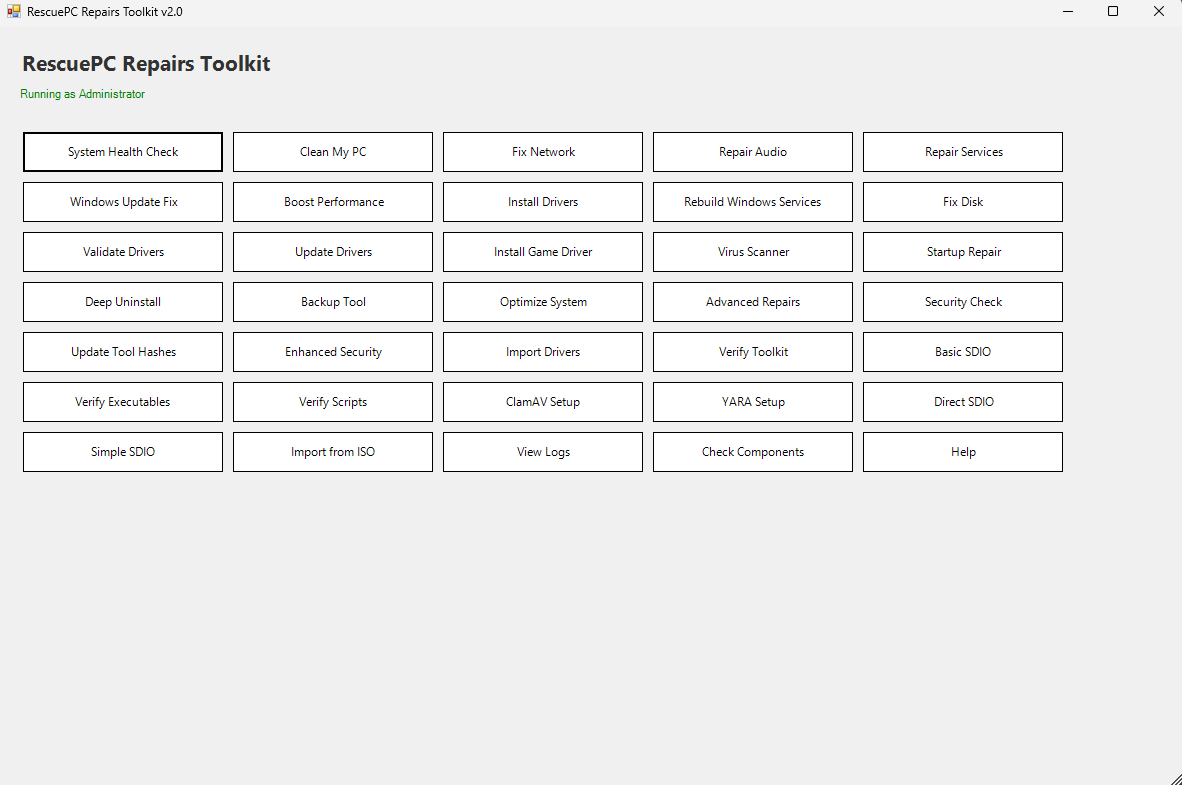 RescuePC Repairs Toolkit v2.0
RescuePC Repairs Toolkit
Running as Administrator
System Health Check
Clean My PC
Fix Network
Repair Audio
Repair Services
Windows Update Fix
Boost Performance
Install Drivers
Rebuild Windows Services
Fix Disk
Validate Drivers
Update Drivers
Install Game Driver
Virus Scanner
Startup Repair
Deep Uninstall
Backup Tool
Optimize System
Advanced Repairs
Security Check
Update Tool Hashes
Enhanced Security
Import Drivers
Verify Toolkit
Basic SDIO
Verify Executables
Verify Scripts
ClamAV Setup
YARA Setup
Direct SDIO
Simple SDIO
Import from ISO
View Logs
Check Components
Help